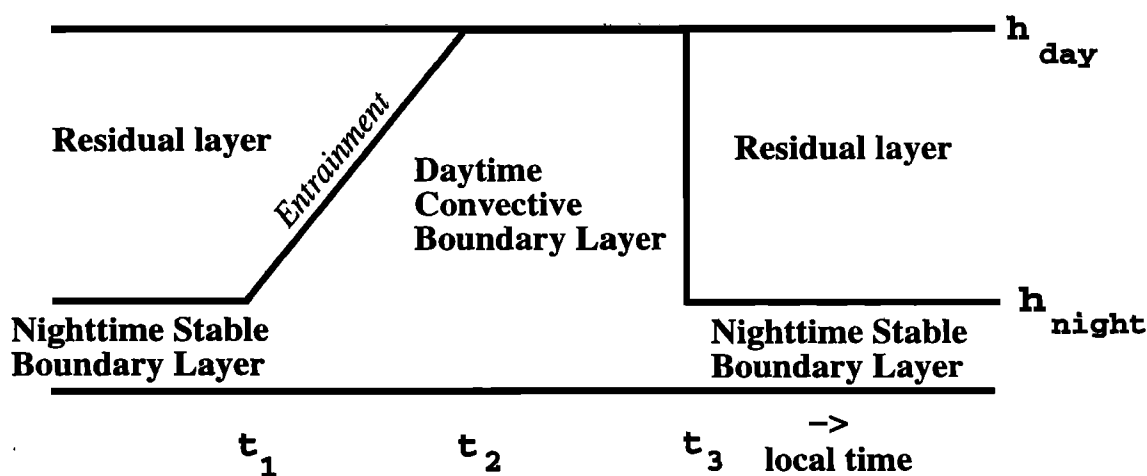 h day
Residual layer
Entrainment
Residual layer
Daytime
Convective
Boundary Layer
h night
Nighttime Stable
Boundary Layer
Nighttime Stable
Boundary Layer
t 1
t 2
t 3
–>
local time